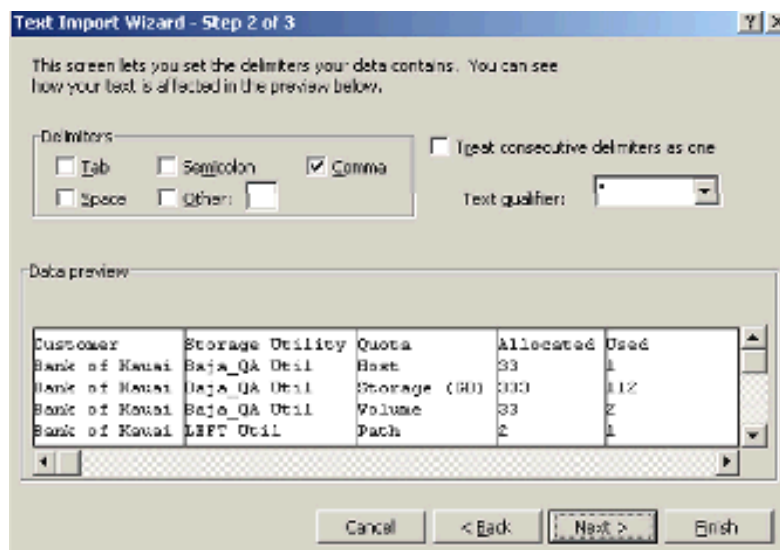 Text Import Wizard - Step 2 of 3
This screen lets you set the delimiters your data contains. You can see
how your text is affected in the preview below.
Delimiters
Tab Semicolon Comma
Space Other:
Treat consecutive delimiters as one
Text qualifier: "
Data preview
Customer Storage Utility Quota Allocated Used
Bank of Kauai Baja_QA Util Host 33 1
Bank of Kauai Baja_QA Util Storage (GB) 333 112
Bank of Kauai Baja_QA Util Volume 33 2
Bank of Kauai LEFT Util Path 2 1
Cancel < Back Next > Finish